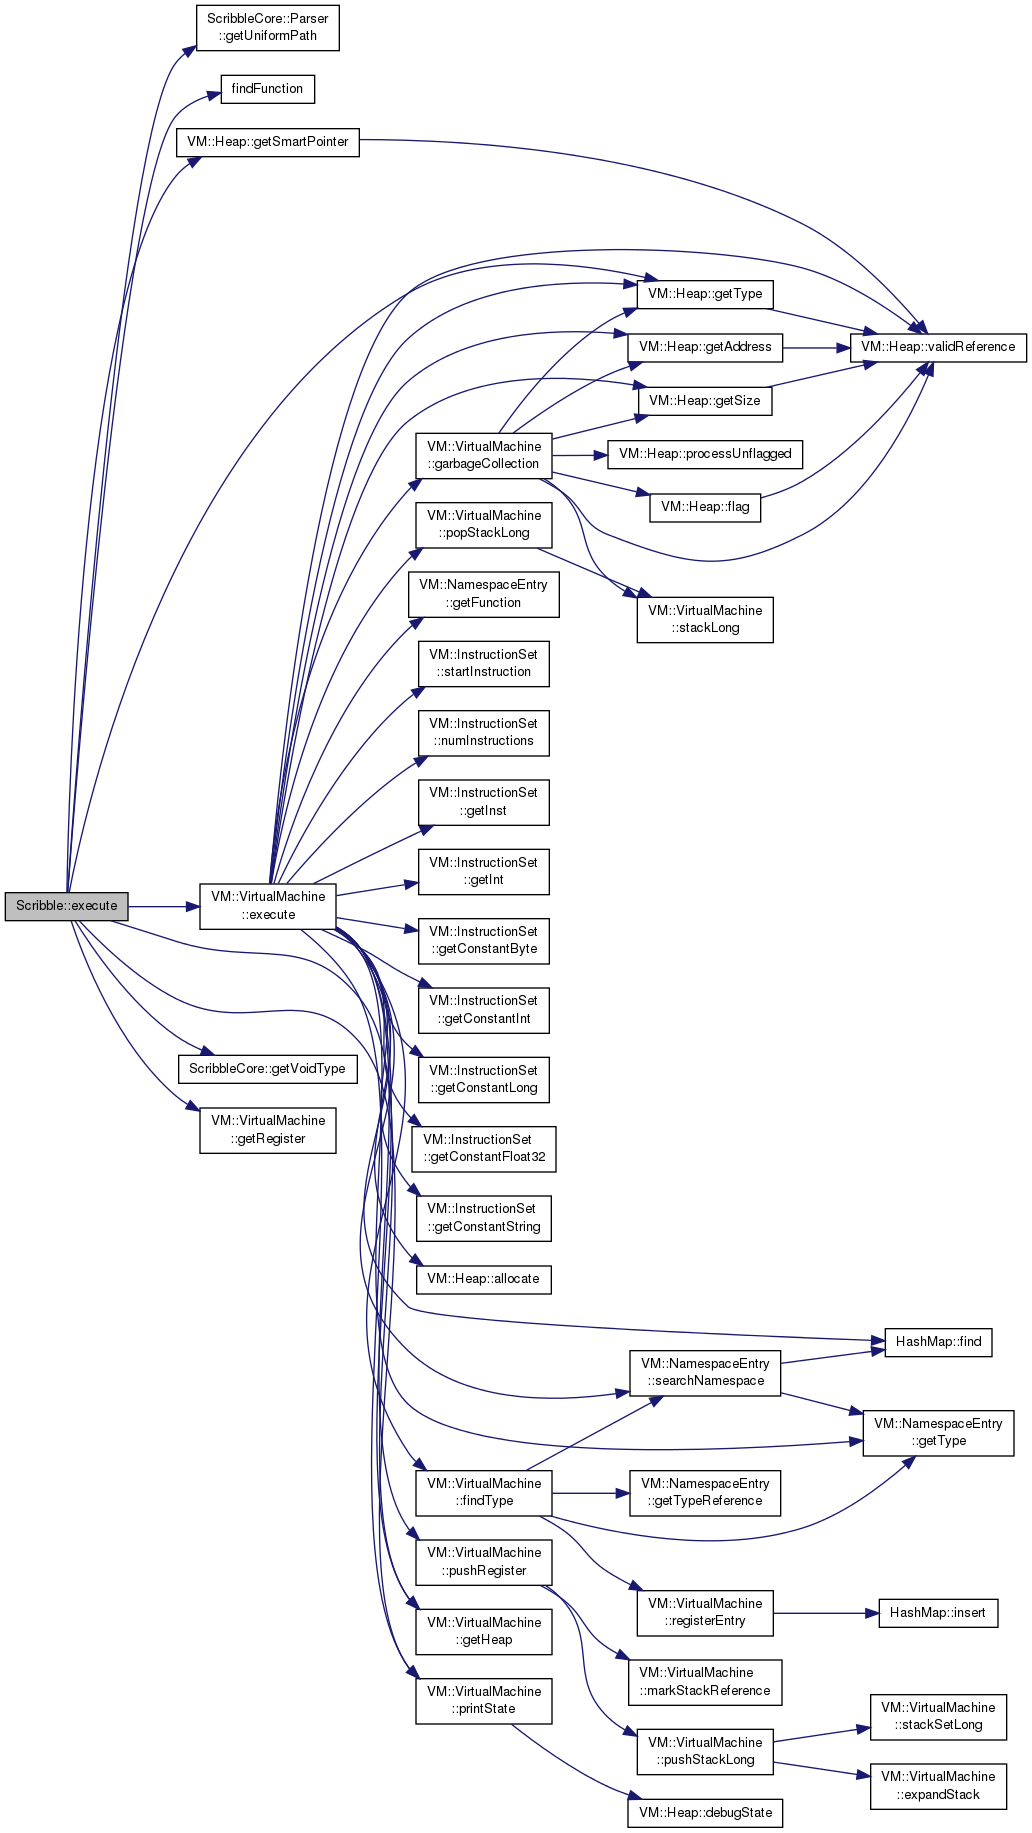 ScribbleCore::Parser
::getUniformPath
findFunction
VM::Heap::getSmartPointer
VM::Heap::getType
VM::Heap::getAddress
VM::Heap::validReference
VM::Heap::getSize
VM::VirtualMachine
::garbageCollection
VM::Heap::processUnflagged
VM::Heap::flag
VM::VirtualMachine
::popStackLong
VM::NamespaceEntry
::getFunction
VM::VirtualMachine
::stackLong
VM::InstructionSet
::startInstruction
VM::InstructionSet
::numInstructions
VM::InstructionSet
::getInst
VM::InstructionSet
::getInt
Scribble::execute
VM::VirtualMachine
::execute
VM::InstructionSet
::getConstantByte
VM::InstructionSet
::getConstantInt
ScribbleCore::getVoidType
VM::InstructionSet
::getConstantLong
VM::VirtualMachine
::getRegister
VM::InstructionSet
::getConstantFloat32
VM::InstructionSet
::getConstantString
VM::Heap::allocate
HashMap::find
VM::NamespaceEntry
::searchNamespace
VM::NamespaceEntry
::getType
VM::VirtualMachine
::findType
VM::NamespaceEntry
::getTypeReference
VM::VirtualMachine
::pushRegister
VM::VirtualMachine
::registerEntry
HashMap::insert
VM::VirtualMachine
::getHeap
VM::VirtualMachine
::markStackReference
VM::VirtualMachine
::printState
VM::VirtualMachine
::stackSetLong
VM::VirtualMachine
::pushStackLong
VM::VirtualMachine
::expandStack
VM::Heap::debugState